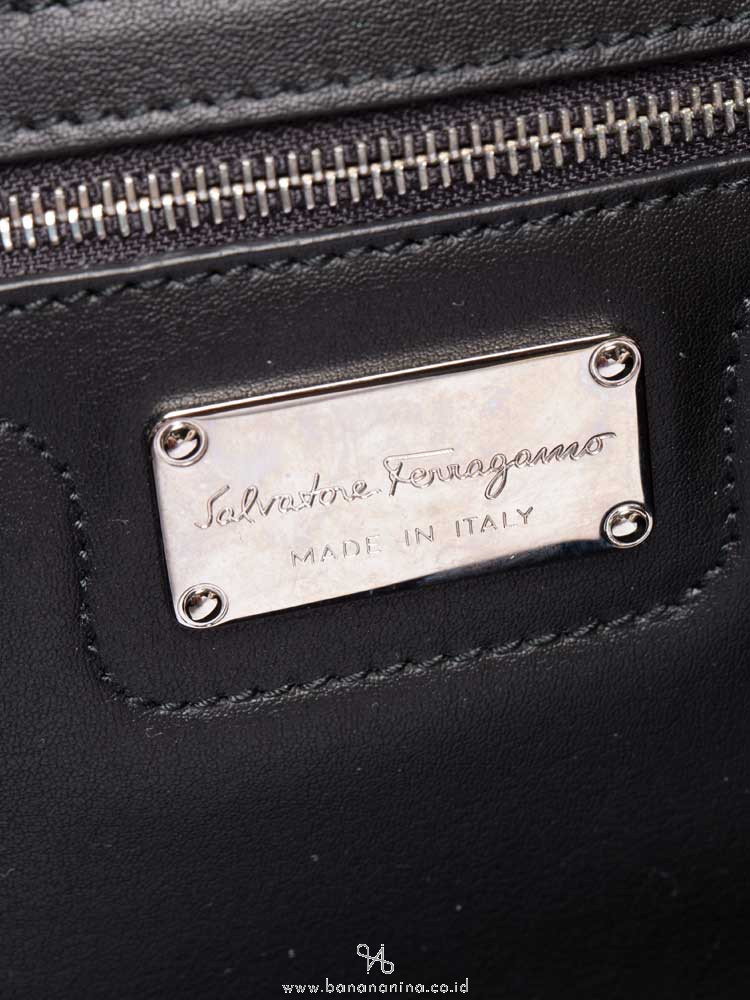 Salvatore Ferragamo
MADE IN ITALY
www.banananina.co.id